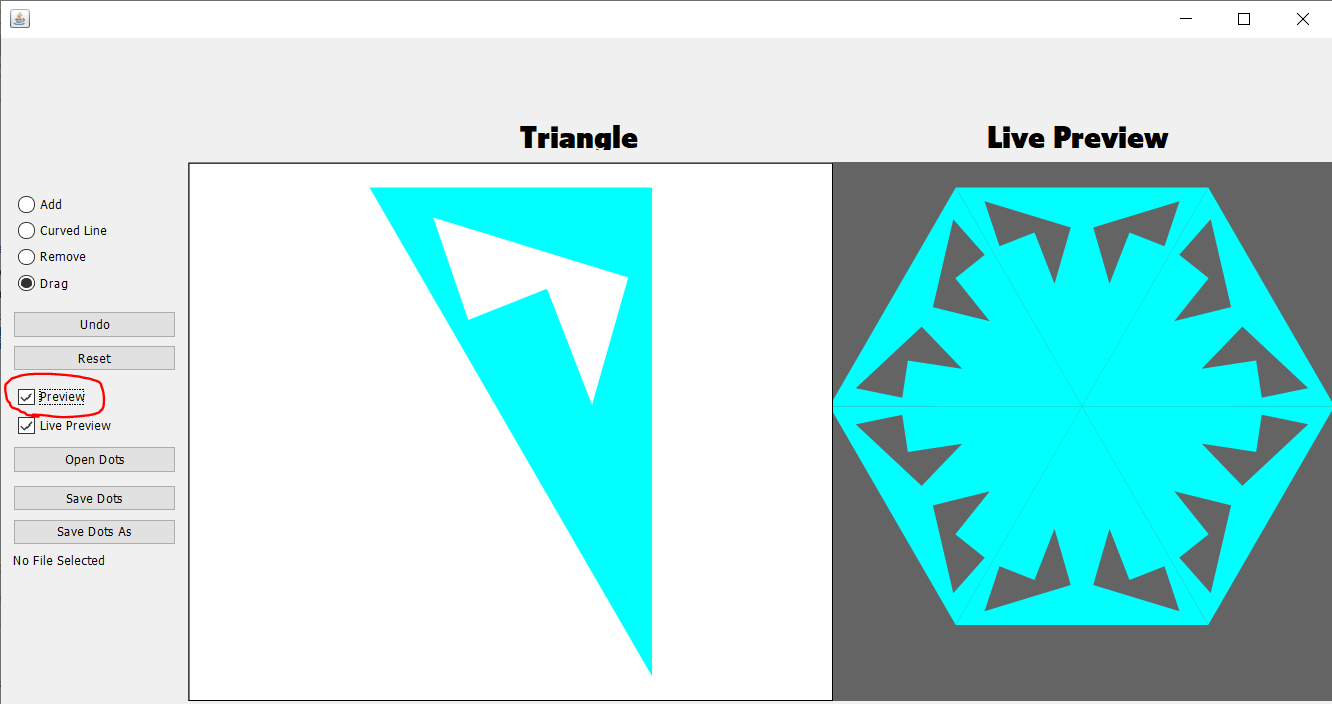 Triangle
Live Preview
Add
Curved Line
Remove
Drag
Undo
Reset
Preview
Live Preview
Open Dots
Save Dots
Save Dots As
No File Selected